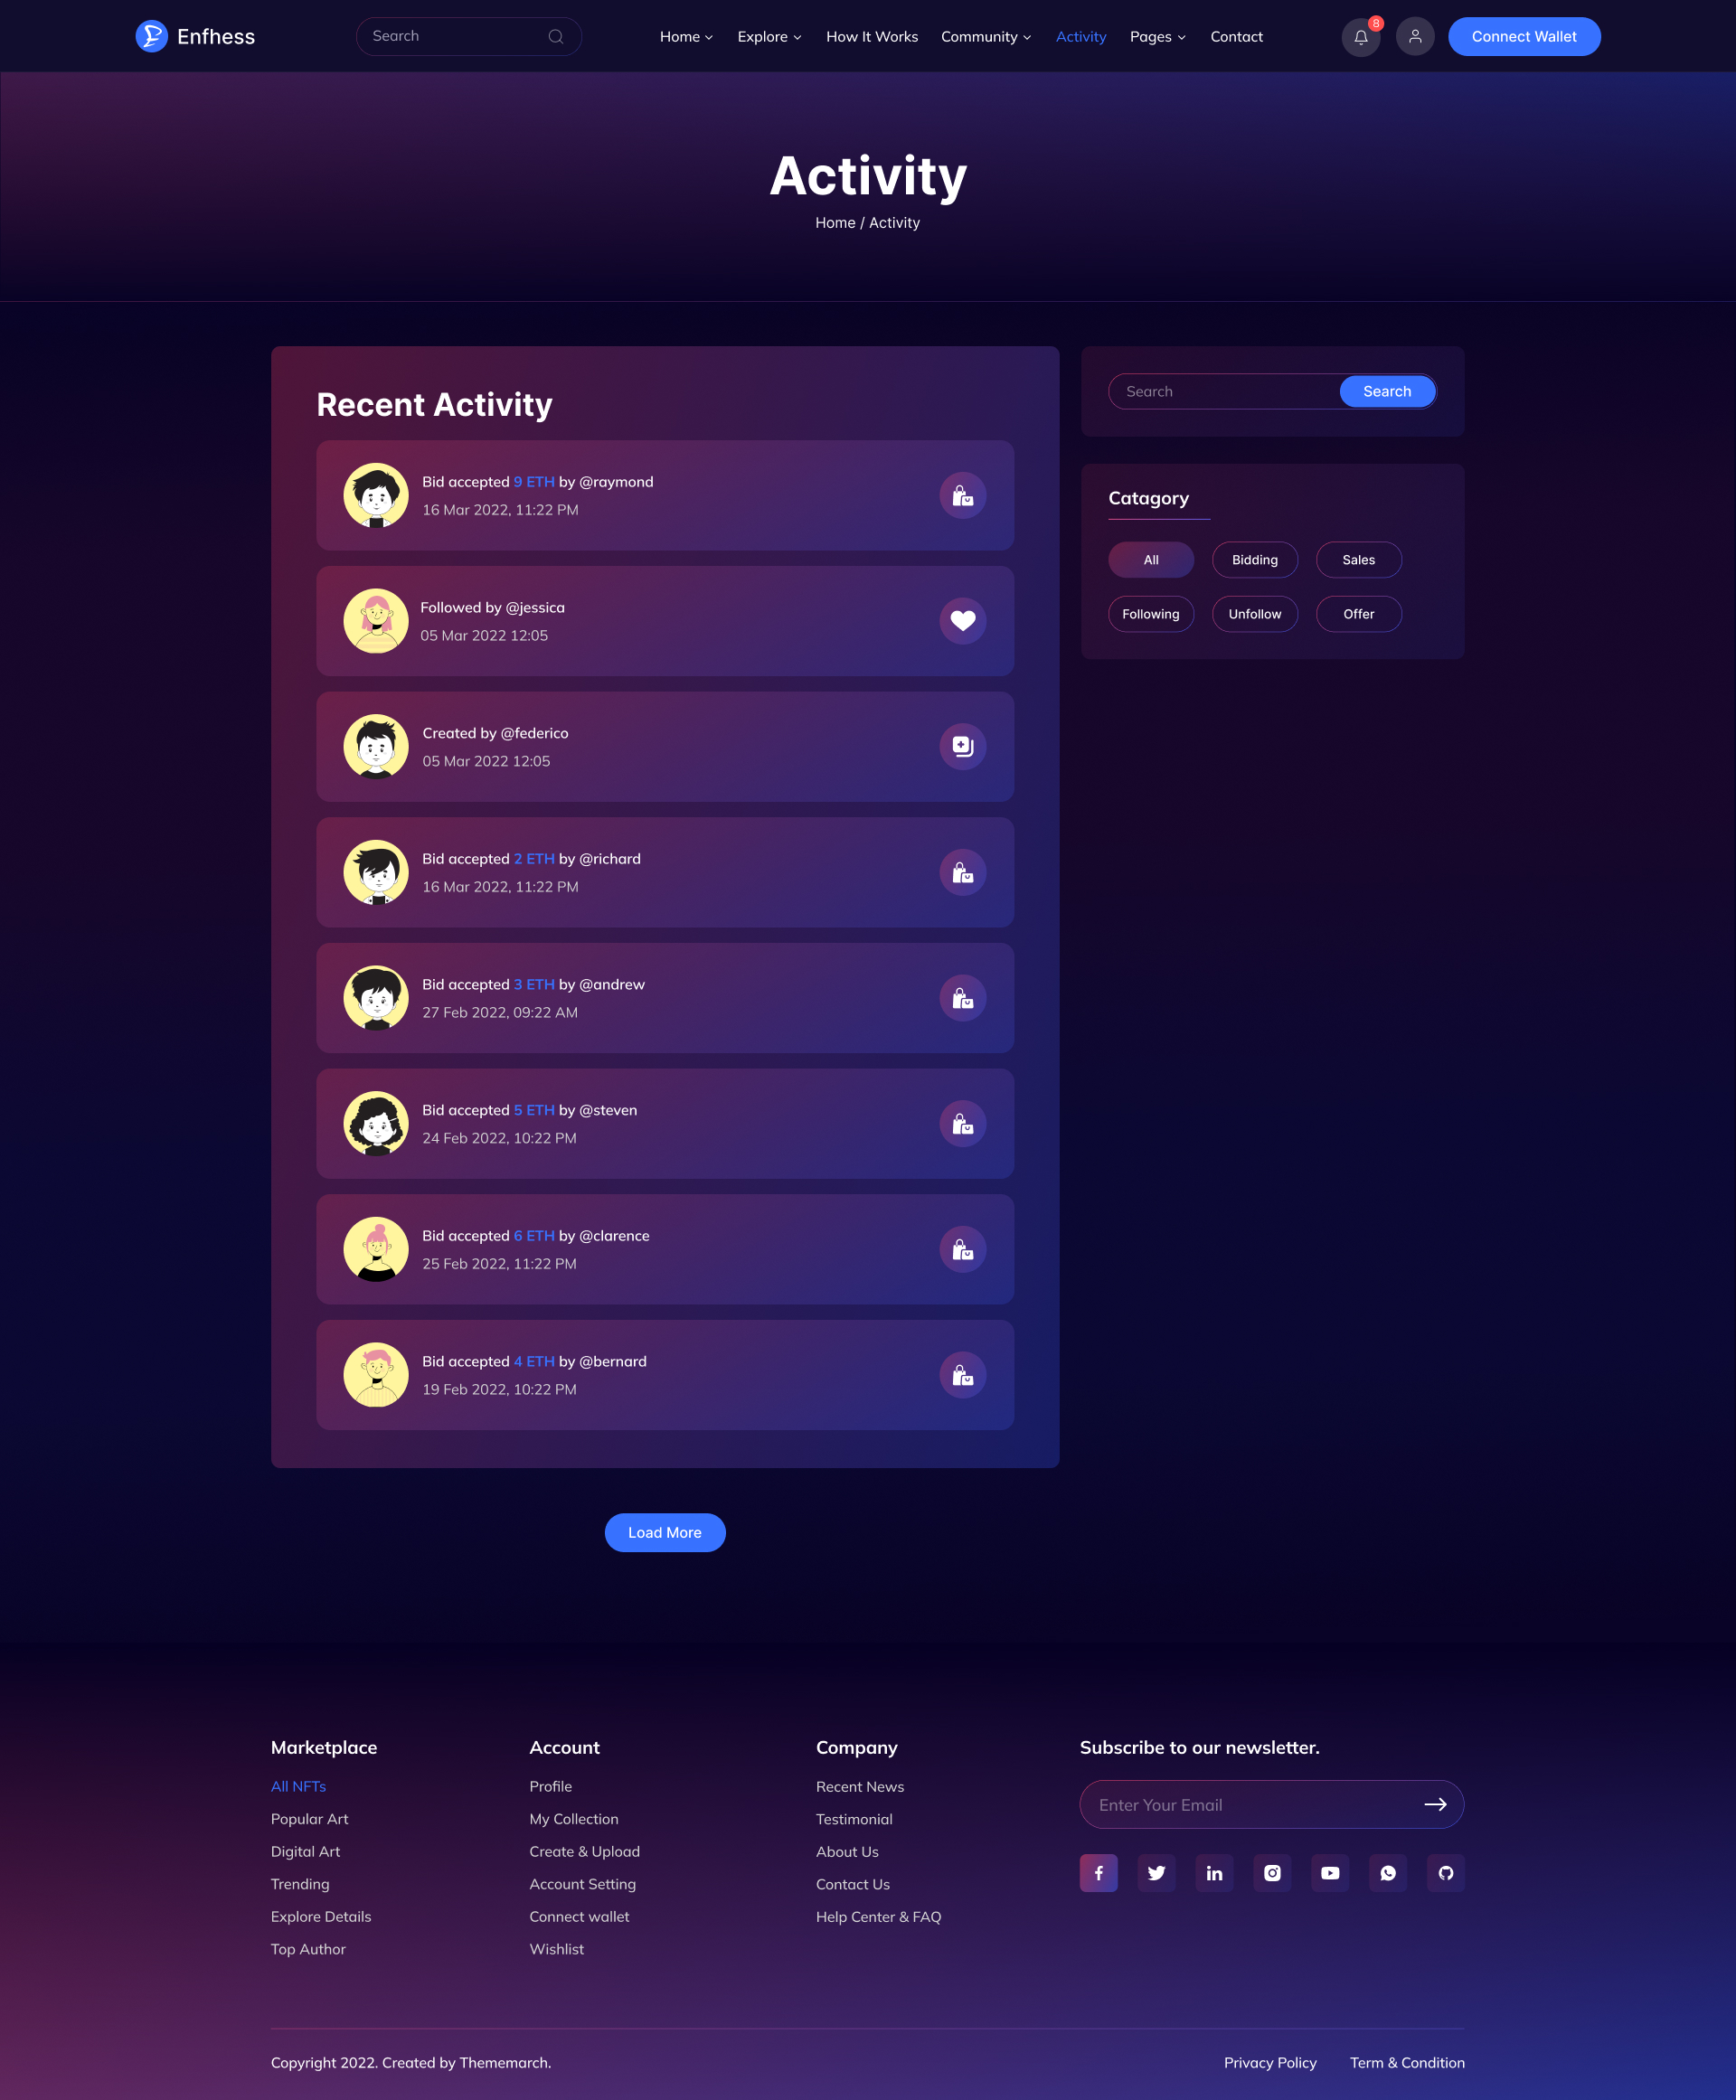 Enfhess
Search
Home
Explore
How It Works
Community
Activity
Pages
Contact
8
Connect Wallet
Activity
Home / Activity
Recent Activity
Bid accepted 9 ETH by @raymond
16 Mar 2022, 11:22 PM
Followed by @jessica
05 Mar 2022 12:05
Created by @federico
05 Mar 2022 12:05
Bid accepted 2 ETH by @richard
16 Mar 2022, 11:22 PM
Bid accepted 3 ETH by @andrew
27 Feb 2022, 09:22 AM
Bid accepted 5 ETH by @steven
24 Feb 2022, 10:22 PM
Bid accepted 6 ETH by @clarence
25 Feb 2022, 11:22 PM
Bid accepted 4 ETH by @bernard
19 Feb 2022, 10:22 PM
Load More
Search
Search
Catagory
All
Bidding
Sales
Following
Unfollow
Offer
Marketplace
All NFTs
Popular Art
Digital Art
Trending
Explore Details
Top Author
Account
Profile
My Collection
Create & Upload
Account Setting
Connect wallet
Wishlist
Company
Recent News
Testimonial
About Us
Contact Us
Help Center & FAQ
Subscribe to our newsletter.
Enter Your Email
Copyright 2022. Created by Thememarch.
Privacy Policy
Term & Condition